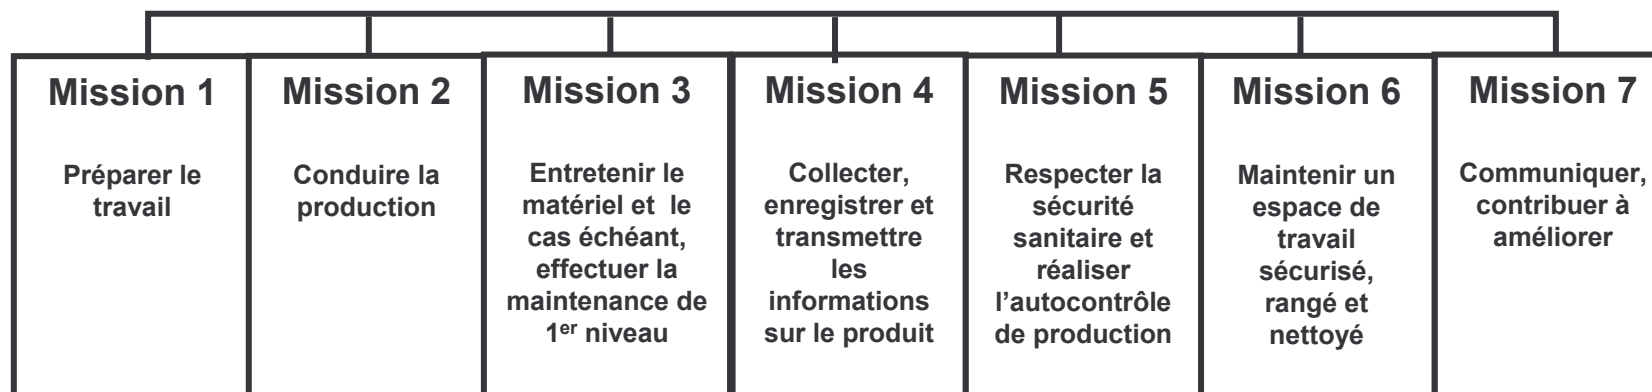 Mission 1
Préparer le
travail
Mission 2
Conduire la
production
Mission 3
Entretenir le
matériel et le
cas échéant,
effectuer la
maintenance de
1er niveau
Mission 4
Collecter,
enregistrer et
transmettre
les
informations
sur le produit
Mission 5
Respecter la
sécurité
sanitaire et
réaliser
l’autocontrôle
de production
Mission 6
Maintenir un
espace de
travail
sécurisé,
rangé et
nettoyé
Mission 7
Communiquer,
contribuer à
améliorer